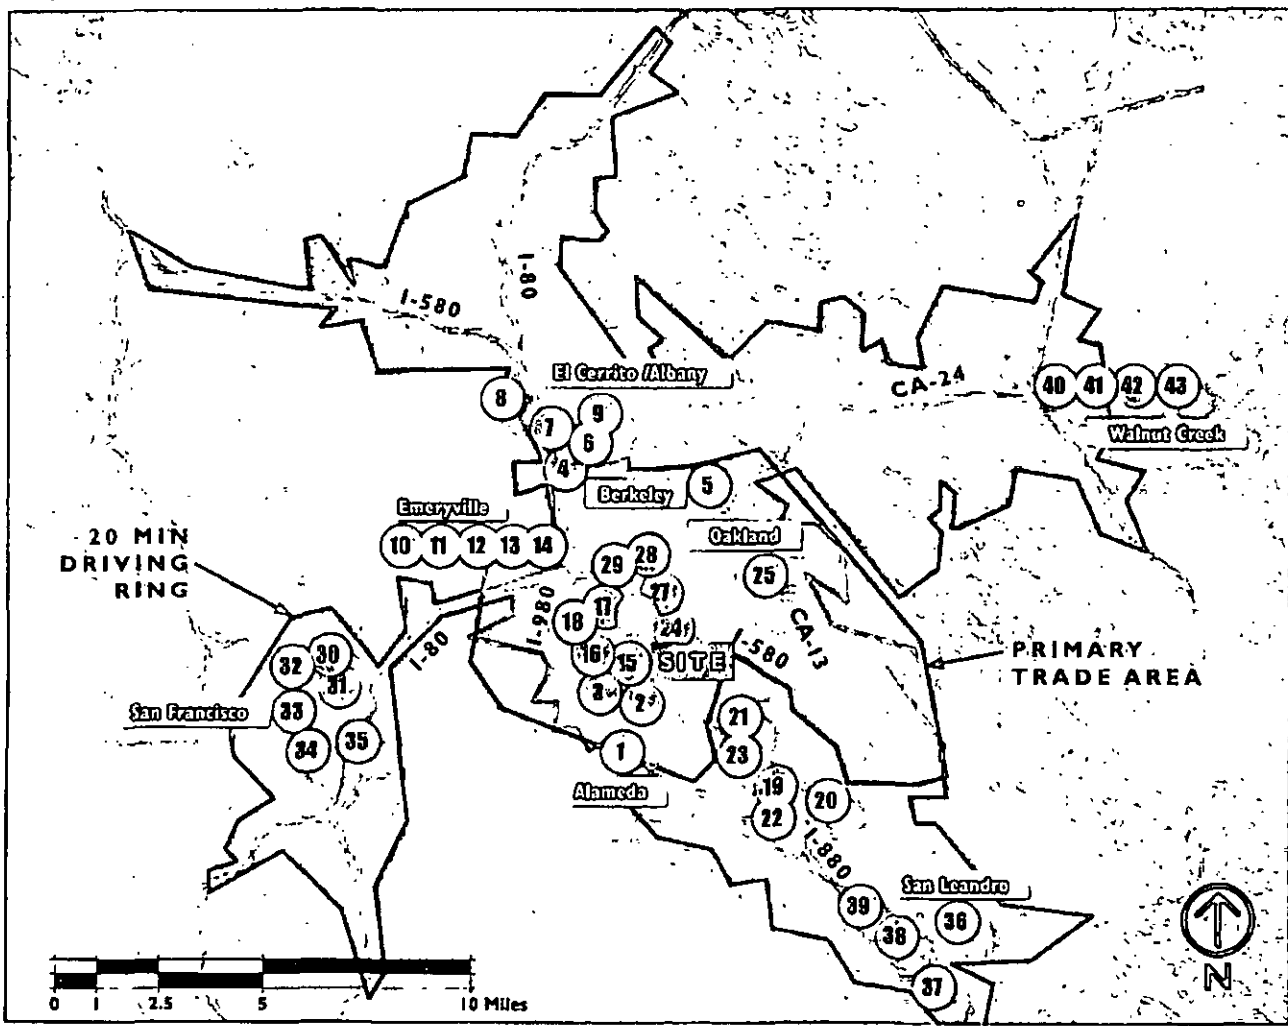 I-80
I-580
El Cerrito /Albany
CA-24
8
9
7
6
4
40
41
42
43
Walnut Creek
Berkeley
5
Emeryville
10
11
12
13
14
Oakland
20 MIN
DRIVING
RING
28
29
25
27
17
18
24
I-980
CA-13
I-80
16
15
SITE
I-580
PRIMARY
TRADE AREA
30
32
31
3
2
San Francisco
33
34
35
21
1
23
Alameda
19
20
22
I-880
San Leandro
39
36
38
37
N
0
1
2.5
5
10 Miles